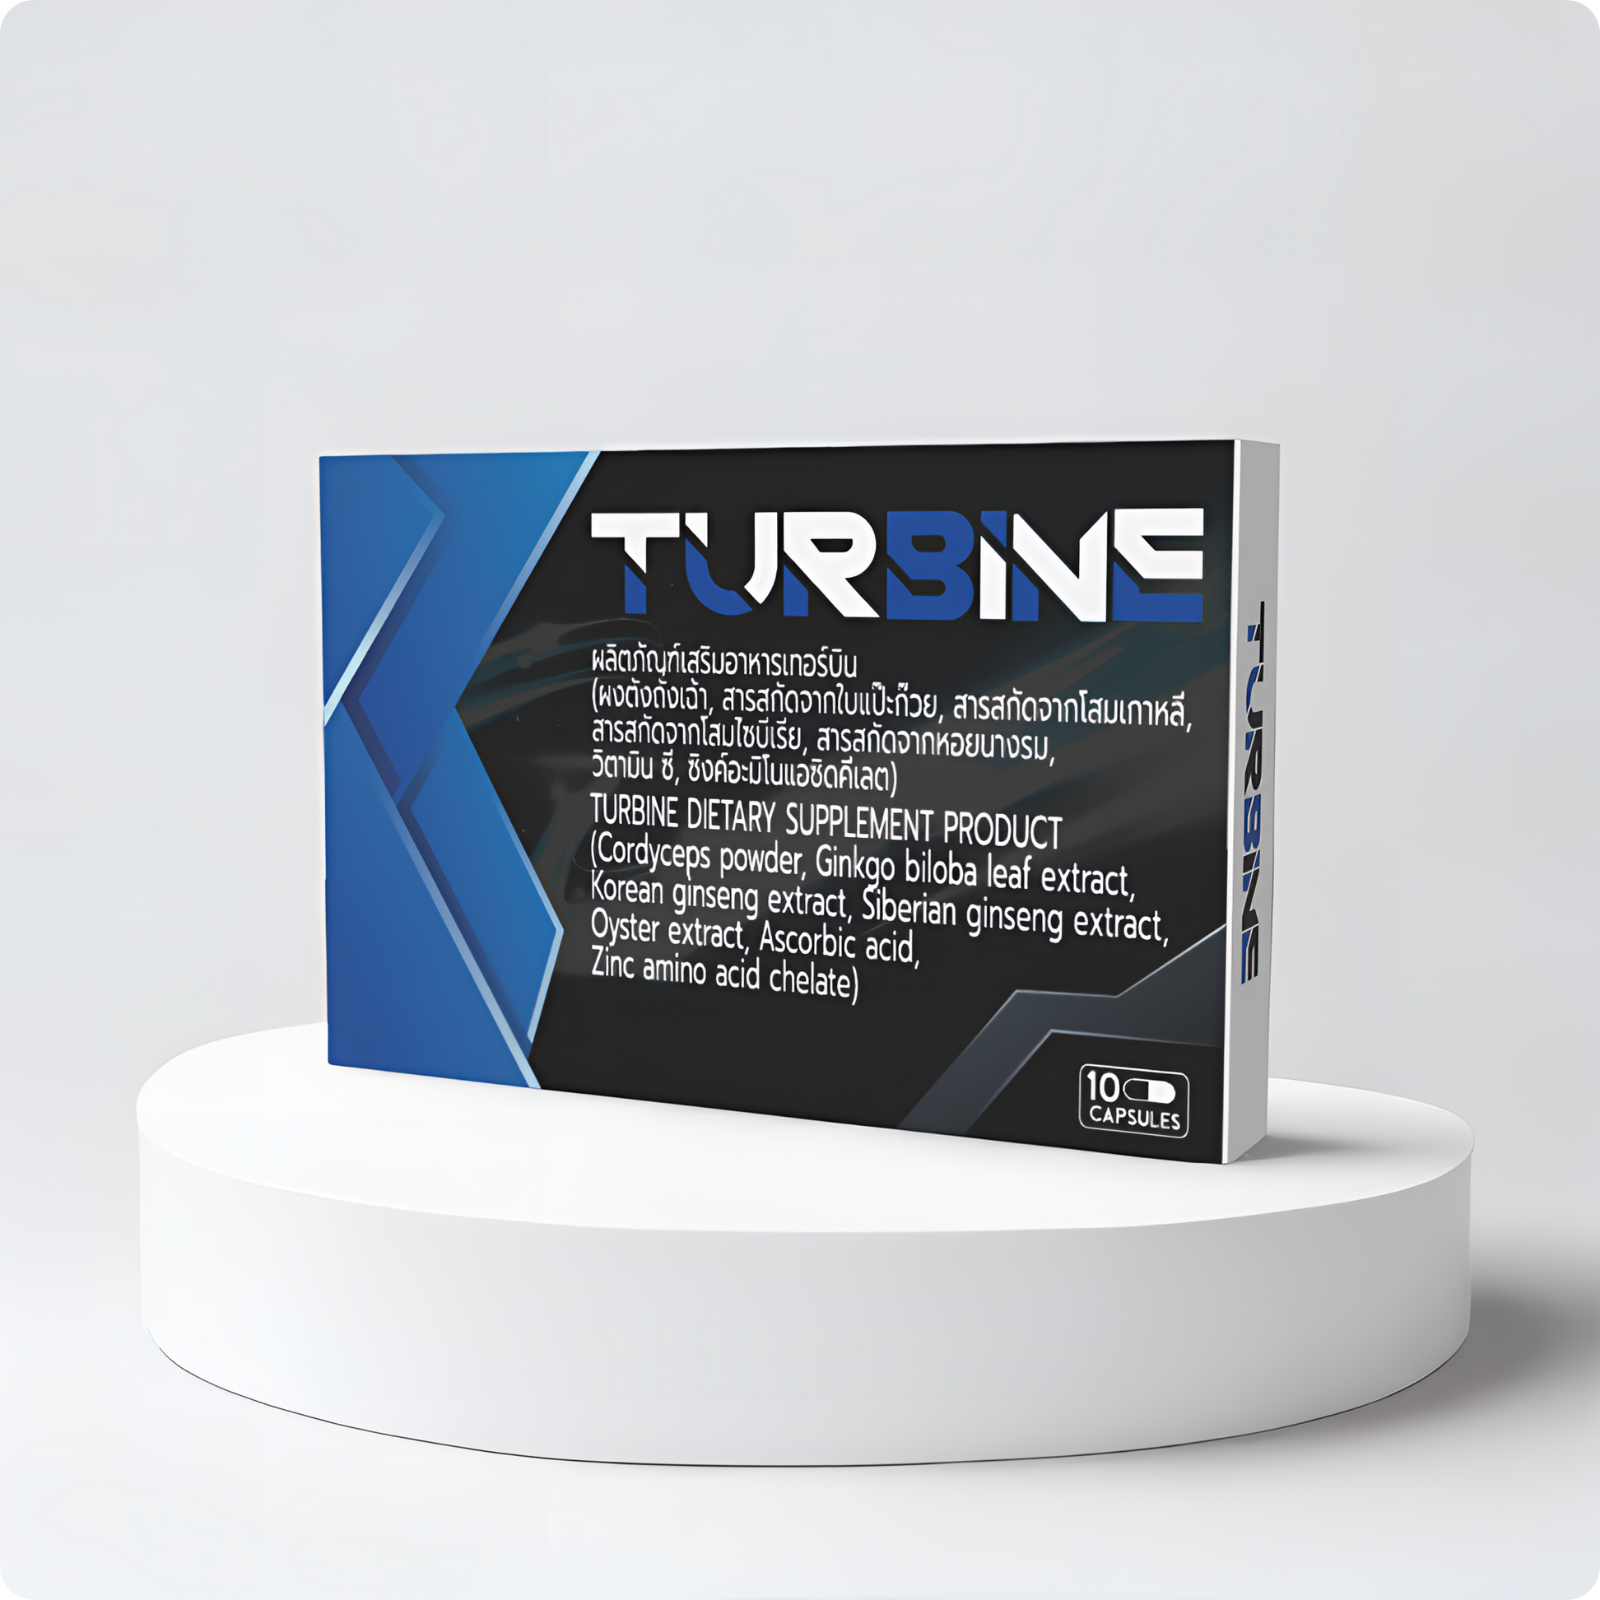 TURBINE
ผลิตภัณฑ์เสริมอาหารเทอร์บิน
(ผงตังถั่งเฉ้า, สารสกัดจากใบแป๊ะก๊วย, สารสกัดจากโสมเกาหลี,
สารสกัดจากโสมไซบีเรีย, สารสกัดจากหอยนางรม,
วิตามิน ซี, ซิงค์อะมิโนแอซิดคีเลต)
TURBINE DIETARY SUPPLEMENT PRODUCT
(Cordyceps powder, Ginkgo biloba leaf extract,
Korean ginseng extract, Siberian ginseng extract,
Oyster extract, Ascorbic acid,
Zinc amino acid chelate)
10
CAPSULES
TURBINE